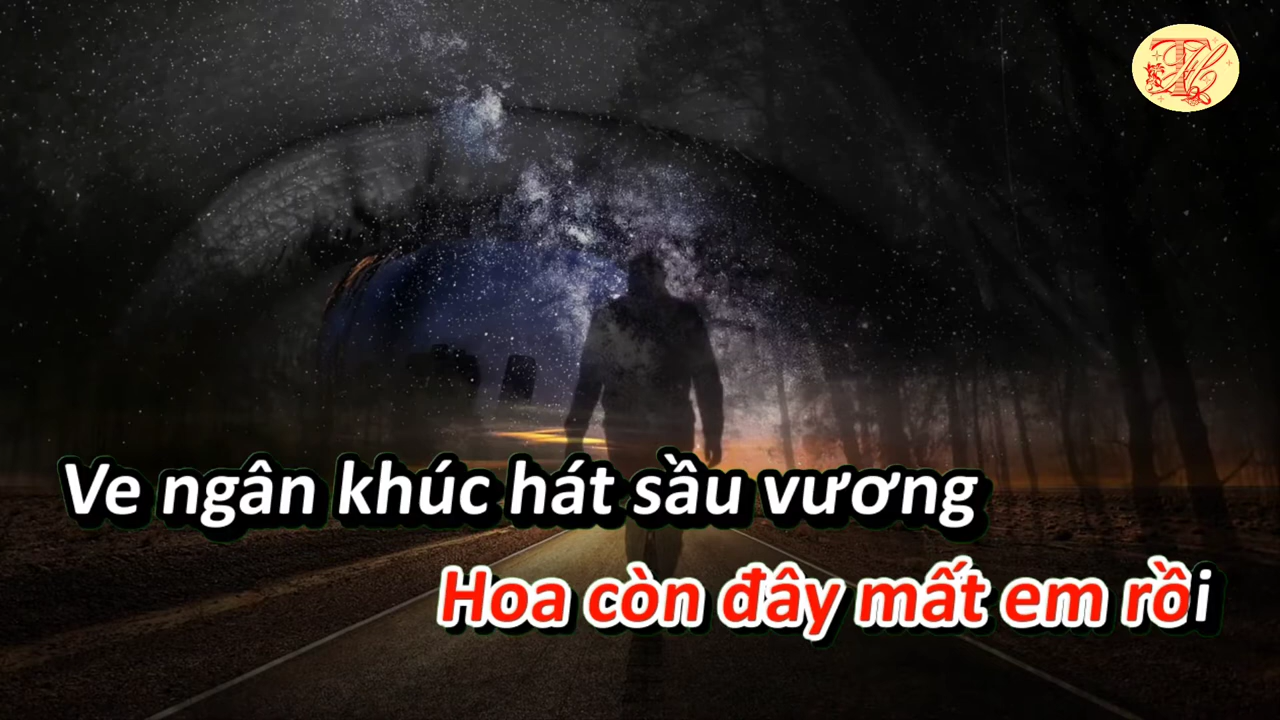 Ve ngân khúc hát sầu vương
Hoa còn đây mất em rồi